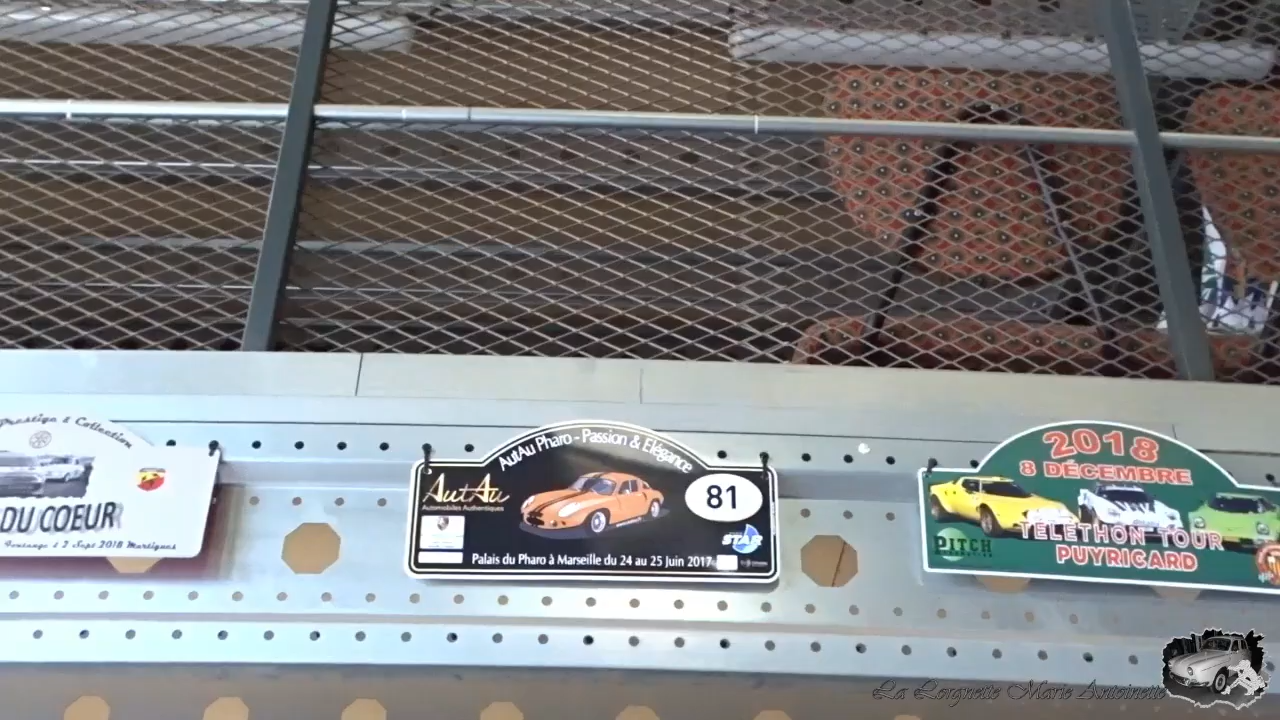 Prestige & Collection
DU COEUR
2 Sept 2018 Martigues
AutAu Pharo - Passion & Elégance
AutAu
Automobiles Authentiques
81
STAR
Palais du Pharo à Marseille du 24 au 25 Juin 2017
2018
8 DÉCEMBRE
TÉLÉTHON TOUR
PUYRICARD
PITCH
La Lorgnette Marie Antoinette